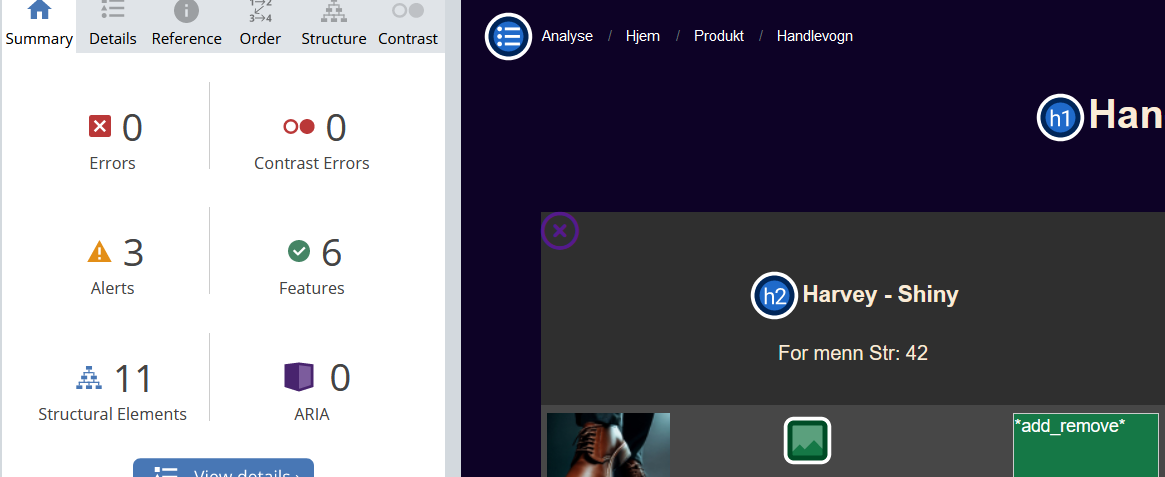 Summary
Details
Reference
Order
Structure
Contrast
0
Errors
0
Contrast Errors
3
Alerts
6
Features
11
Structural Elements
0
ARIA
View details ›
Analyse / Hjem / Produkt / Handlevogn
h1 Han
h2 Harvey - Shiny
For menn Str: 42
*add_remove*